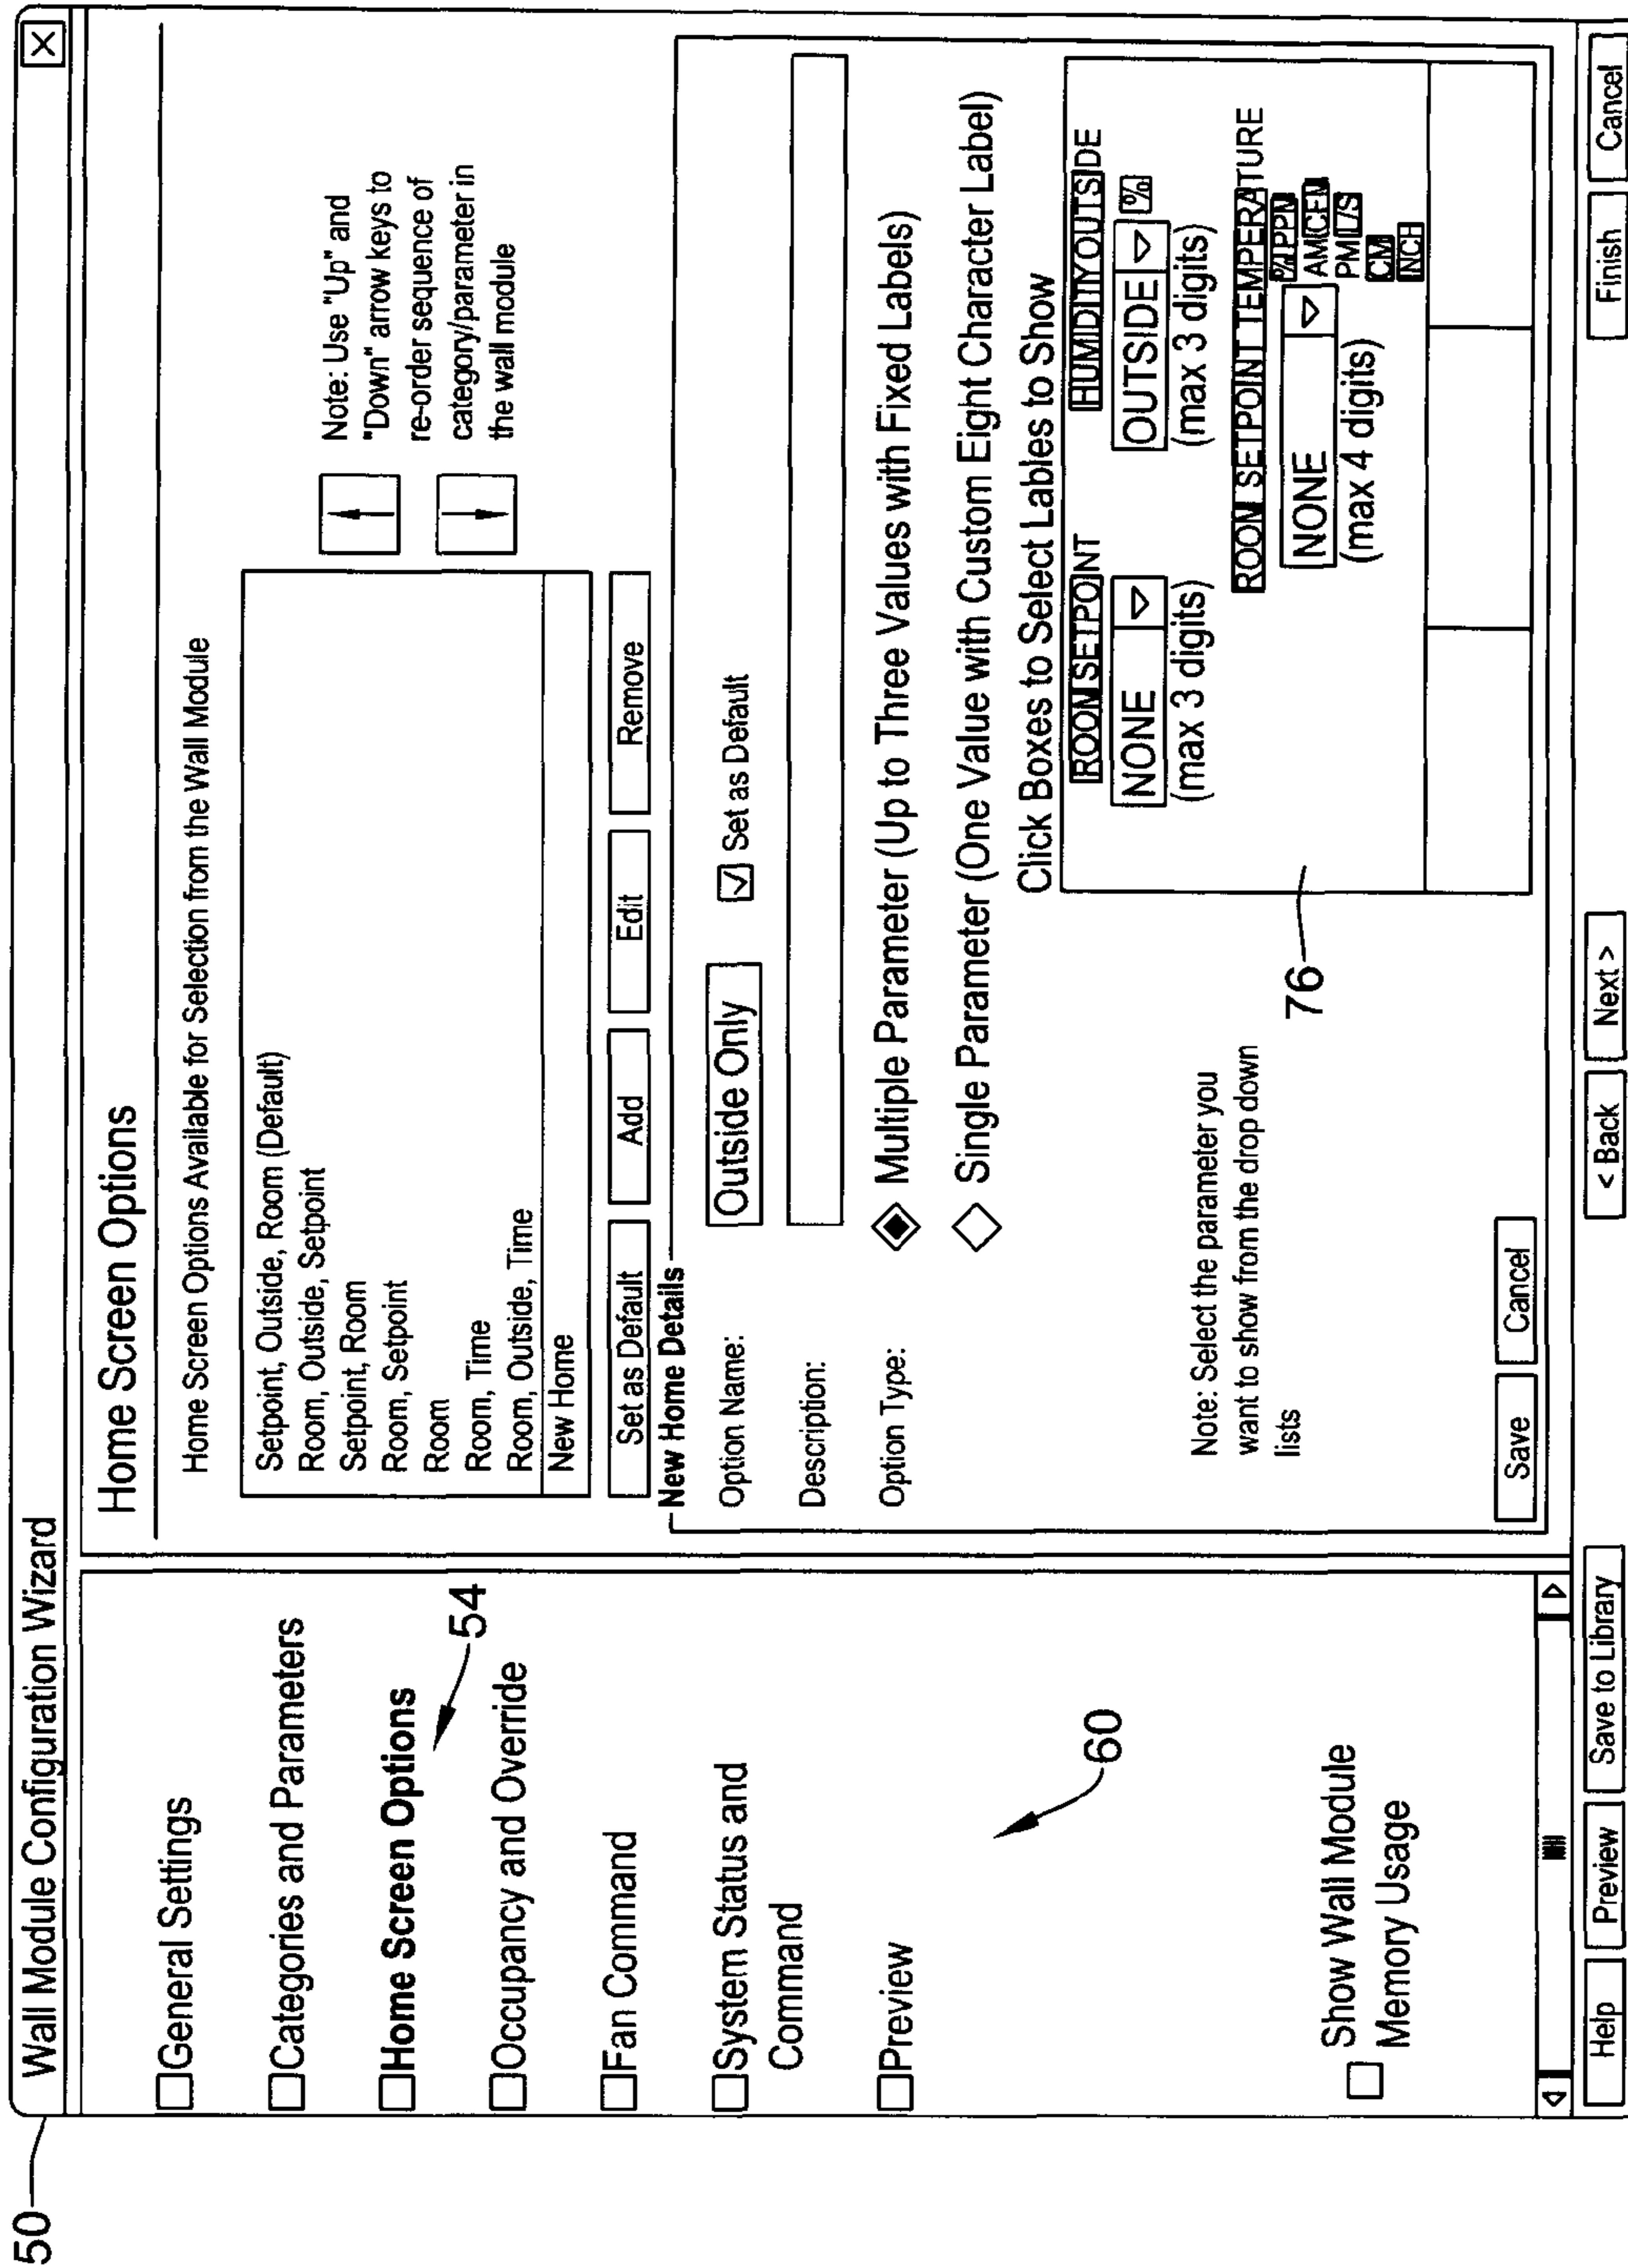 50
Wall Module Configuration Wizard
X
General Settings
Categories and Parameters
Home Screen Options
54
Occupancy and Override
Fan Command
System Status and
Command
Preview
60
Show Wall Module
Memory Usage
Home Screen Options
Home Screen Options Available for Selection from the Wall Module
Setpoint, Outside, Room (Default)
Room, Outside, Setpoint
Setpoint, Room
Room, Setpoint
Room
Room, Time
Room, Outside, Time
New Home
Note: Use "Up" and
"Down" arrow keys to
re-order sequence of
category/parameter in
the wall module
Set as Default Add Edit Remove
New Home Details
Option Name: Outside Only Set as Default
Description:
Option Type: Multiple Parameter (Up to Three Values with Fixed Labels)
Single Parameter (One Value with Custom Eight Character Label)
Click Boxes to Select Lables to Show
ROOM SETPOINT HUMIDITYOUTSIDE
NONE OUTSIDE %
(max 3 digits) (max 3 digits)
ROOM SETPOINT TEMPERATURE
NONE
(max 4 digits)
% PPM
AM CFM
PM L/S
CM
INCH
76
Note: Select the parameter you
want to show from the drop down
lists
Save Cancel
Help Preview Save to Library < Back Next > Finish Cancel